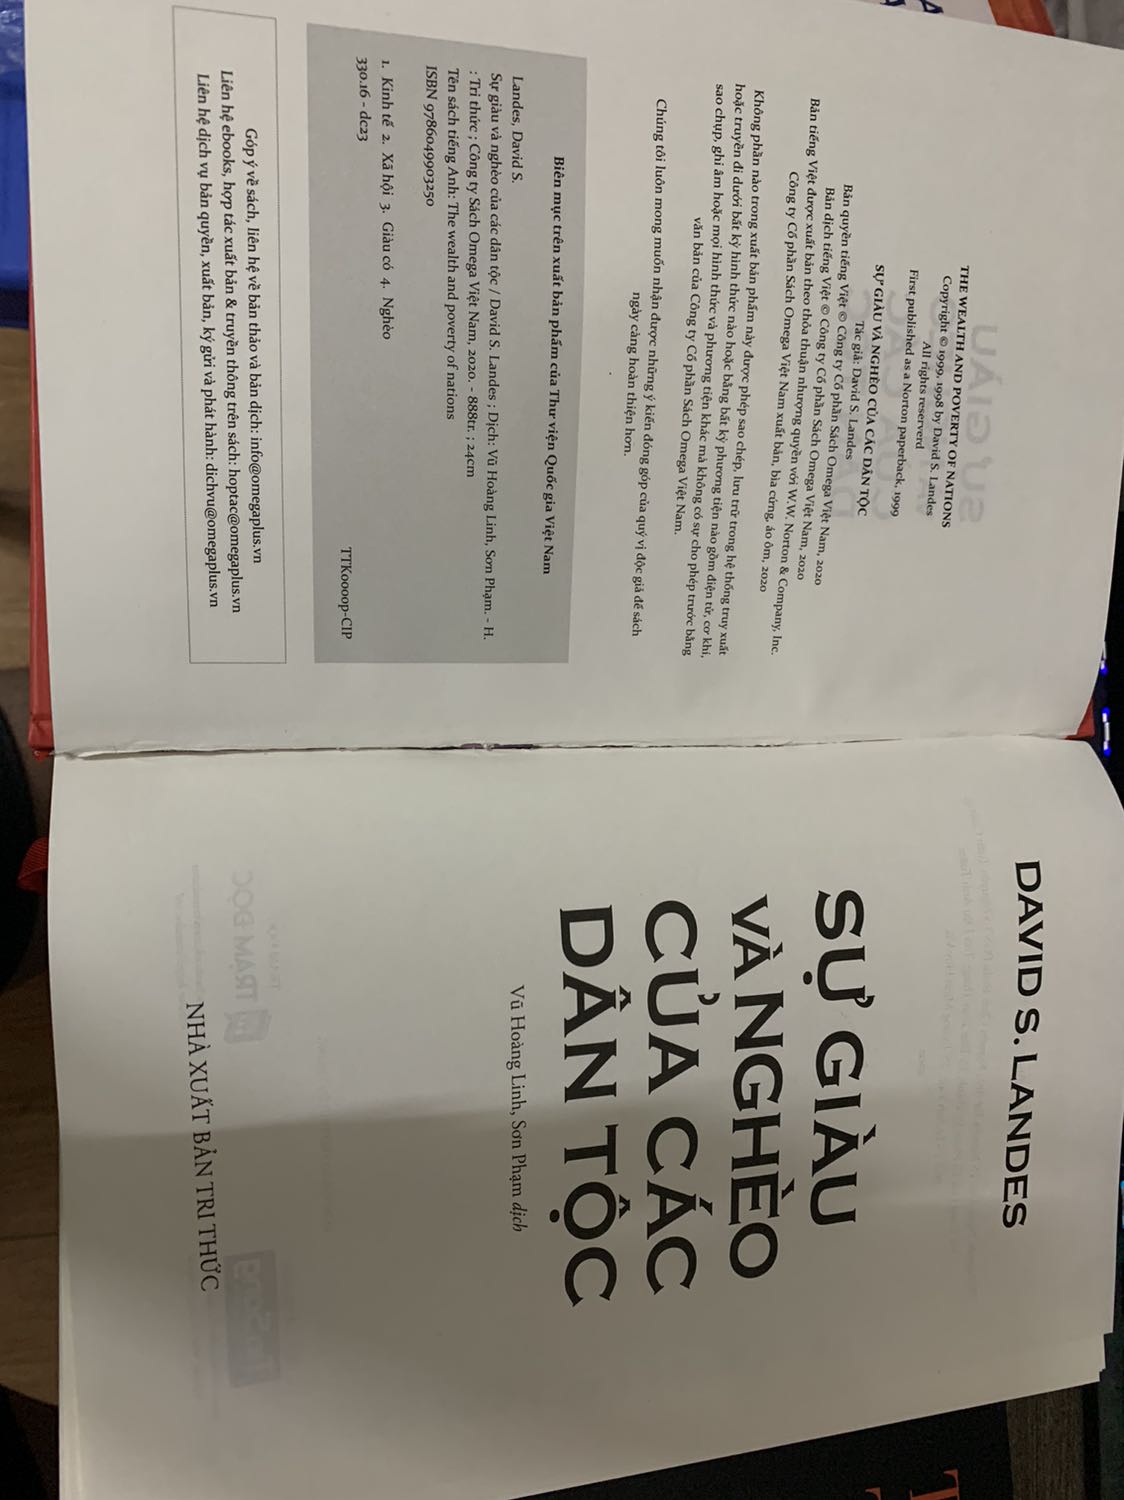 THE WEALTH AND POVERTY OF NATIONS
Copyright © 1999, 1998 by David S. Landes
All rights reserverd
First published as a Norton paperback, 1999
SỰ GIÀU VÀ NGHÈO CỦA CÁC DÂN TỘC
Tác giả: David S. Landes
Bản quyền tiếng Việt © Công ty Cổ phần Sách Omega Việt Nam, 2020
Bản dịch tiếng Việt © Công ty Cổ phần Sách Omega Việt Nam, 2020
Bản tiếng Việt được xuất bản theo thỏa thuận nhượng quyền với W.W. Norton & Company, Inc.
Công ty Cổ phần Sách Omega Việt Nam xuất bản, bìa cứng, áo ôm, 2020
Không phần nào trong xuất bản phẩm này được phép sao chép, lưu trữ trong hệ thống truy xuất
hoặc truyền đi dưới bất kỳ hình thức nào hoặc bằng bất kỳ phương tiện nào gồm điện tử, cơ khí,
sao chụp, ghi âm hoặc mọi hình thức và phương tiện khác mà không có sự cho phép trước bằng
văn bản của Công ty Cổ phần Sách Omega Việt Nam.
Chúng tôi luôn mong muốn nhận được những ý kiến đóng góp của quý vị độc giả để sách
ngày càng hoàn thiện hơn.
Biên mục trên xuất bản phẩm của Thư viện Quốc gia Việt Nam
Landes, David S.
Sự giàu và nghèo của các dân tộc / David S. Landes ; Dịch: Vũ Hoàng Linh, Sơn Phạm. - H.
: Tri thức ; Công ty Sách Omega Việt Nam, 2020. - 888tr. ; 24cm
Tên sách tiếng Anh: The wealth and poverty of nations
ISBN 9786049903250
1. Kinh tế 2. Xã hội 3. Giàu có 4. Nghèo
330.16 - dc23
TTK0000p-CIP
Góp ý về sách, liên hệ về bản thảo và bản dịch: info@omegaplus.vn
Liên hệ ebooks, hợp tác xuất bản & truyền thông trên sách: hoptac@omegaplus.vn
Liên hệ dịch vụ bản quyền, xuất bản, ký gửi và phát hành: dichvu@omegaplus.vn
DAVID S. LANDES
SỰ GIÀU
VÀ NGHÈO
CỦA CÁC
DÂN TỘC
Vũ Hoàng Linh, Sơn Phạm dịch
NHÀ XUẤT BẢN TRI THỨC